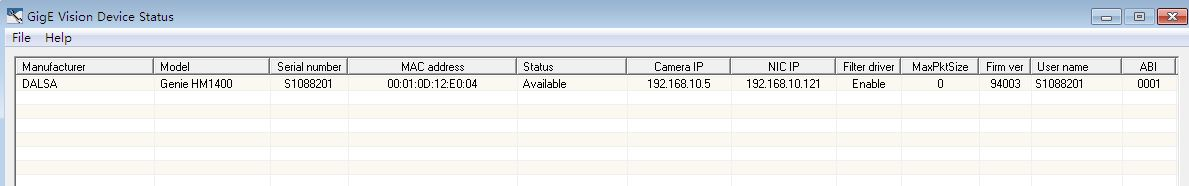 GigE Vision Device Status
File Help
Manufacturer Model Serial number MAC address Status Camera IP NIC IP Filter driver MaxPktSize Firm ver User name ABI
DALSA Genie HM1400 S1088201 00:01:0D:12:E0:04 Available 192.168.10.5 192.168.10.121 Enable 0 94003 S1088201 0001